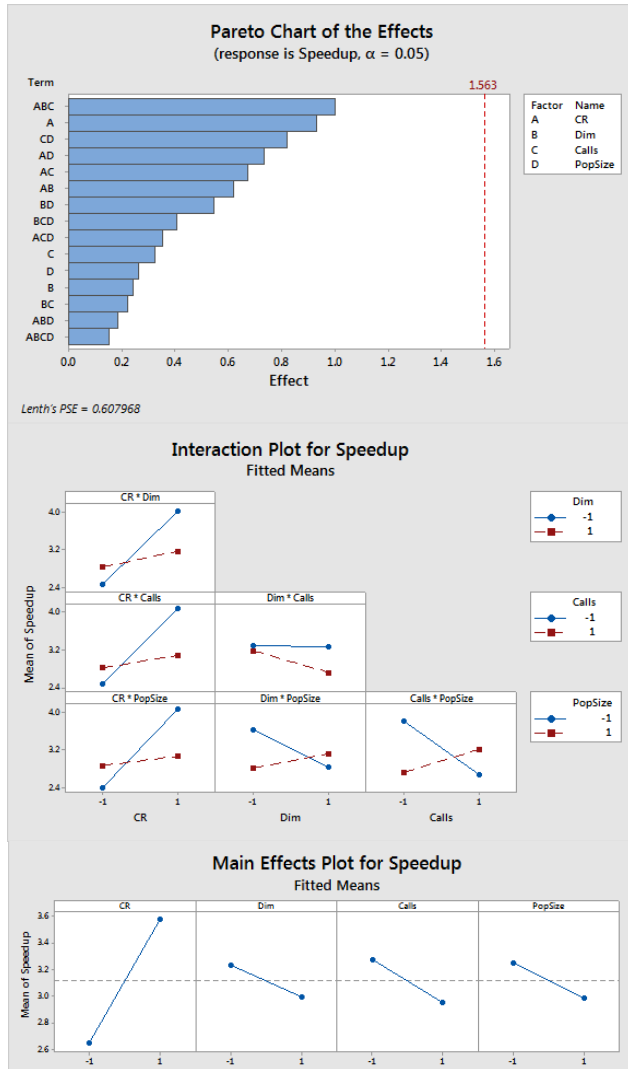 Pareto Chart of the Effects
(response is Speedup, α = 0.05)
Term
1.563
ABC
A
CD
AD
AC
AB
BD
BCD
ACD
C
D
B
BC
ABD
ABCD
Factor Name
A CR
B Dim
C Calls
D PopSize
0.0 0.2 0.4 0.6 0.8 1.0 1.2 1.4 1.6
Effect
Lenth's PSE = 0.607968
Interaction Plot for Speedup
Fitted Means
CR * Dim
4.0
3.2
2.4
Dim
-1
1
CR * Calls
Dim * Calls
4.0
3.2
2.4
Calls
-1
1
Mean of Speedup
CR * PopSize
Dim * PopSize
Calls * PopSize
4.0
3.2
2.4
PopSize
-1
1
-1 1 -1 1 -1 1
CR Dim Calls
Main Effects Plot for Speedup
Fitted Means
CR Dim Calls PopSize
3.6
3.4
3.2
3.0
2.8
2.6
Mean of Speedup
-1 1 -1 1 -1 1 -1 1